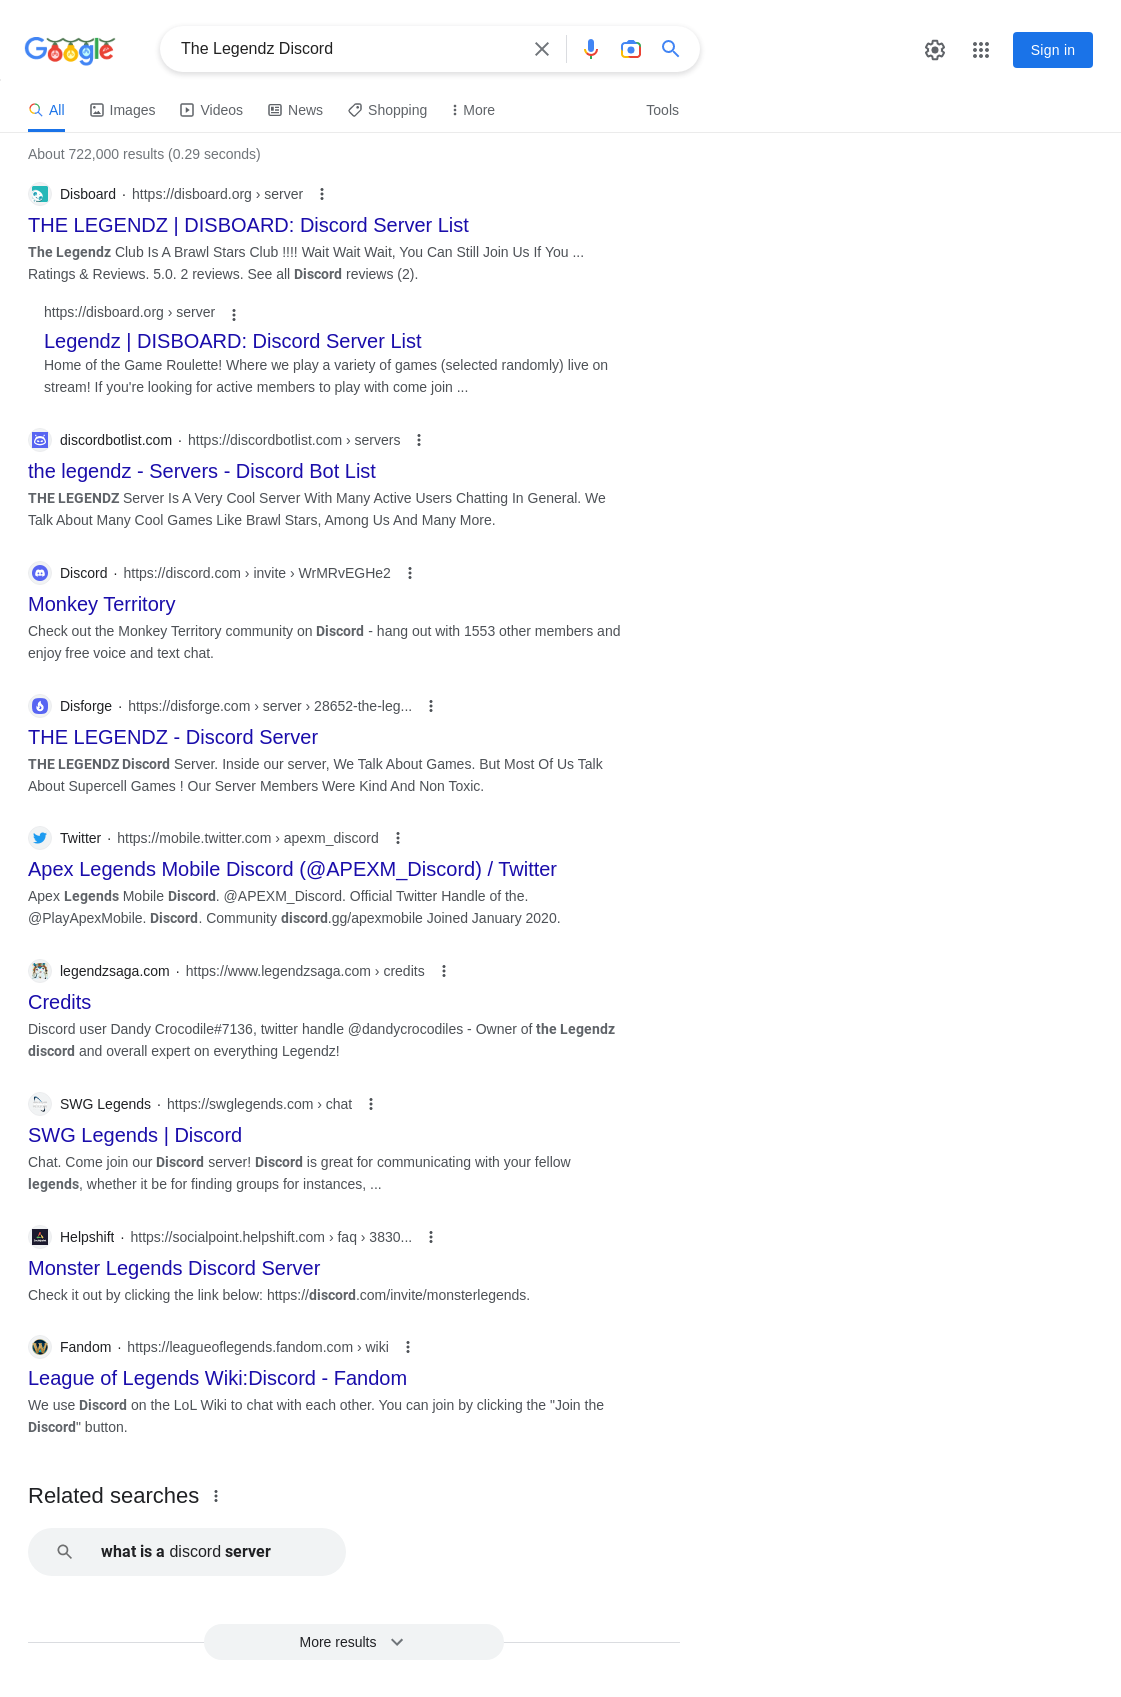 Google
The Legendz Discord
Sign in
All Images Videos News Shopping More Tools
About 722,000 results (0.29 seconds)
Disboard · https://disboard.org › server
THE LEGENDZ | DISBOARD: Discord Server List
The Legendz Club Is A Brawl Stars Club !!!! Wait Wait Wait, You Can Still Join Us If You ...
Ratings & Reviews. 5.0. 2 reviews. See all Discord reviews (2).
https://disboard.org › server
Legendz | DISBOARD: Discord Server List
Home of the Game Roulette! Where we play a variety of games (selected randomly) live on
stream! If you're looking for active members to play with come join ...
discordbotlist.com · https://discordbotlist.com › servers
the legendz - Servers - Discord Bot List
THE LEGENDZ Server Is A Very Cool Server With Many Active Users Chatting In General. We
Talk About Many Cool Games Like Brawl Stars, Among Us And Many More.
Discord · https://discord.com › invite › WrMRvEGHe2
Monkey Territory
Check out the Monkey Territory community on Discord - hang out with 1553 other members and
enjoy free voice and text chat.
Disforge · https://disforge.com › server › 28652-the-leg...
THE LEGENDZ - Discord Server
THE LEGENDZ Discord Server. Inside our server, We Talk About Games. But Most Of Us Talk
About Supercell Games ! Our Server Members Were Kind And Non Toxic.
Twitter · https://mobile.twitter.com › apexm_discord
Apex Legends Mobile Discord (@APEXM_Discord) / Twitter
Apex Legends Mobile Discord. @APEXM_Discord. Official Twitter Handle of the.
@PlayApexMobile. Discord. Community discord.gg/apexmobile Joined January 2020.
legendzsaga.com · https://www.legendzsaga.com › credits
Credits
Discord user Dandy Crocodile#7136, twitter handle @dandycrocodiles - Owner of the Legendz
discord and overall expert on everything Legendz!
SWG Legends · https://swglegends.com › chat
SWG Legends | Discord
Chat. Come join our Discord server! Discord is great for communicating with your fellow
legends, whether it be for finding groups for instances, ...
Helpshift · https://socialpoint.helpshift.com › faq › 3830...
Monster Legends Discord Server
Check it out by clicking the link below: https://discord.com/invite/monsterlegends.
Fandom · https://leagueoflegends.fandom.com › wiki
League of Legends Wiki:Discord - Fandom
We use Discord on the LoL Wiki to chat with each other. You can join by clicking the "Join the
Discord" button.
Related searches
what is a discord server
More results